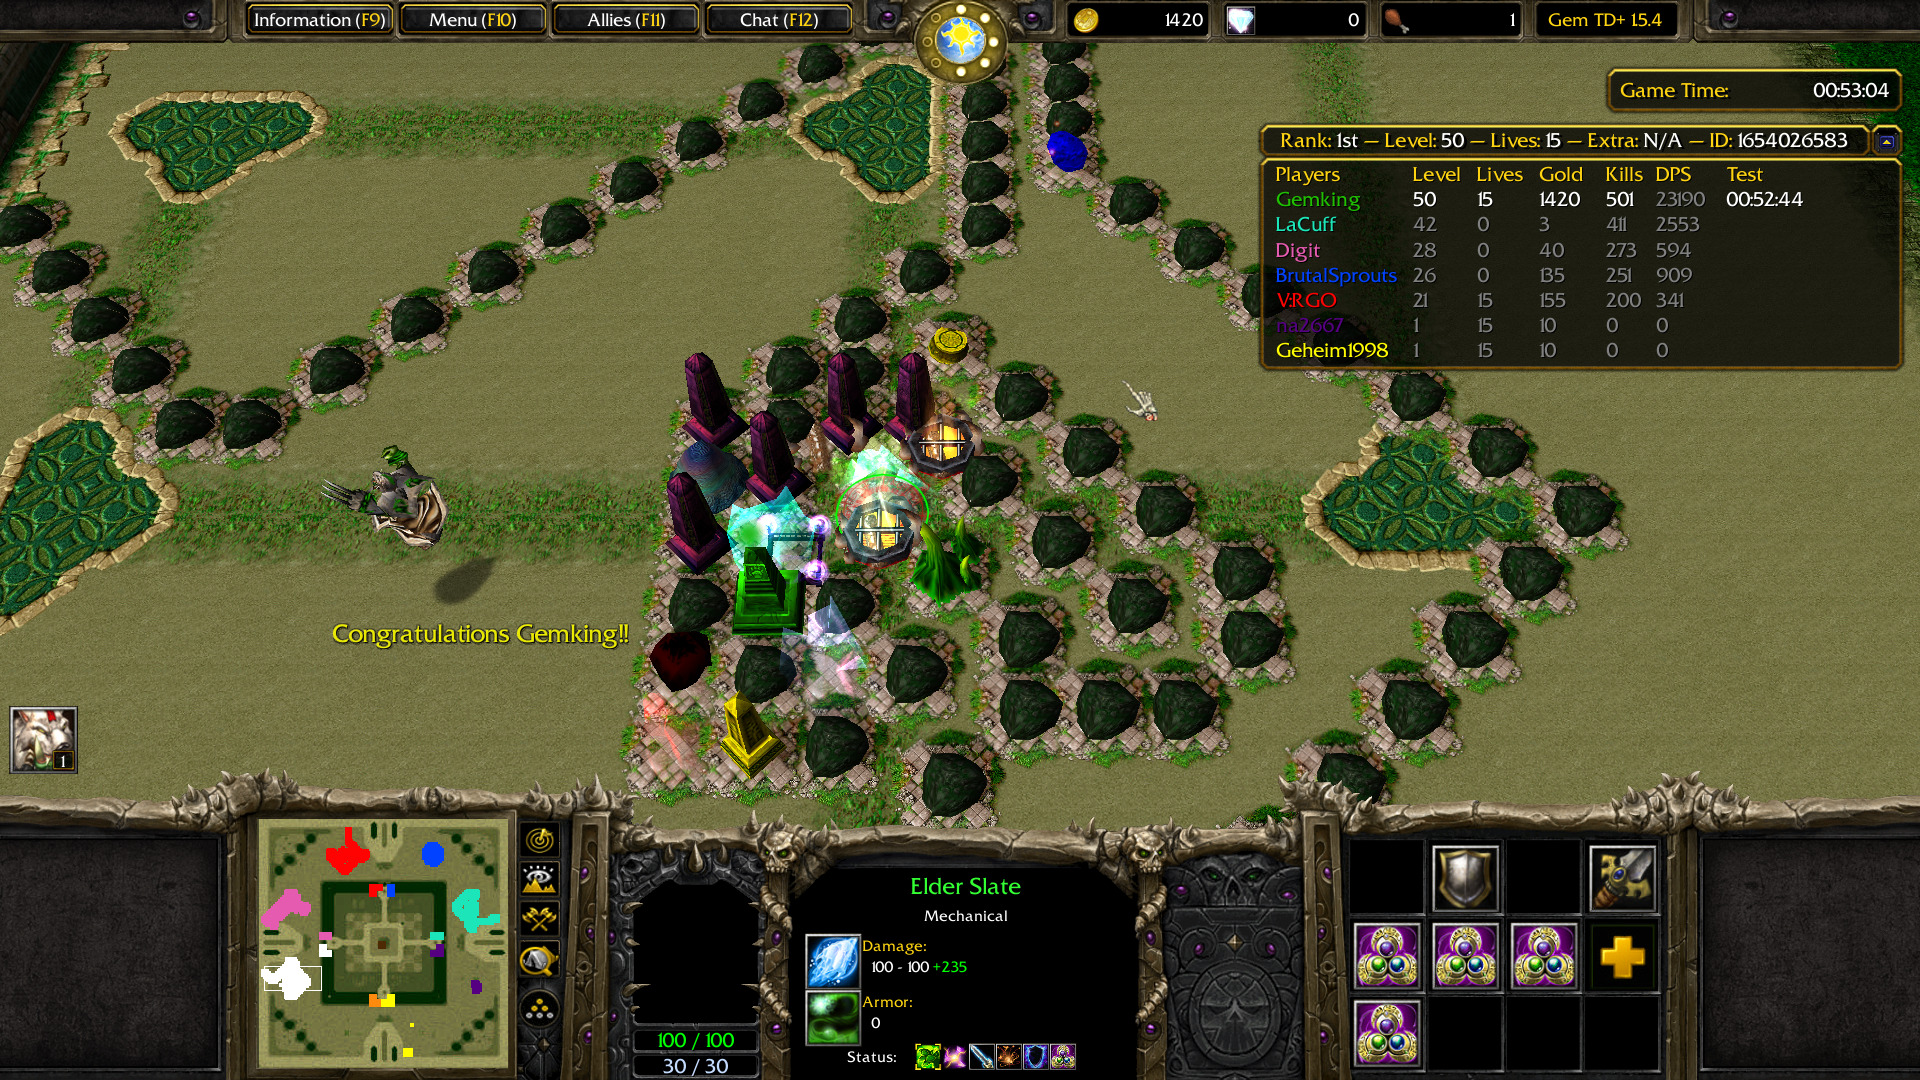 Information (F9) Menu (F10) Allies (F11) Chat (F12) 1420 0 1 Gem TD+ 15.4
Game Time: 00:53:04
Rank: 1st — Level: 50 — Lives: 15 — Extra: N/A — ID: 1654026583
Players Level Lives Gold Kills DPS Test
Gemking 50 15 1420 501 23190 00:52:44
LaCuff 42 0 3 411 2553
Digit 28 0 40 273 594
BrutalSprouts 26 0 135 251 909
V:RGO 21 15 155 200 341
na2667 1 15 10 0 0
Geheim1998 1 15 10 0 0
Congratulations Gemking!!
1
Elder Slate
Mechanical
Damage:
100 - 100 +235
Armor:
0
Status:
100 / 100
30 / 30